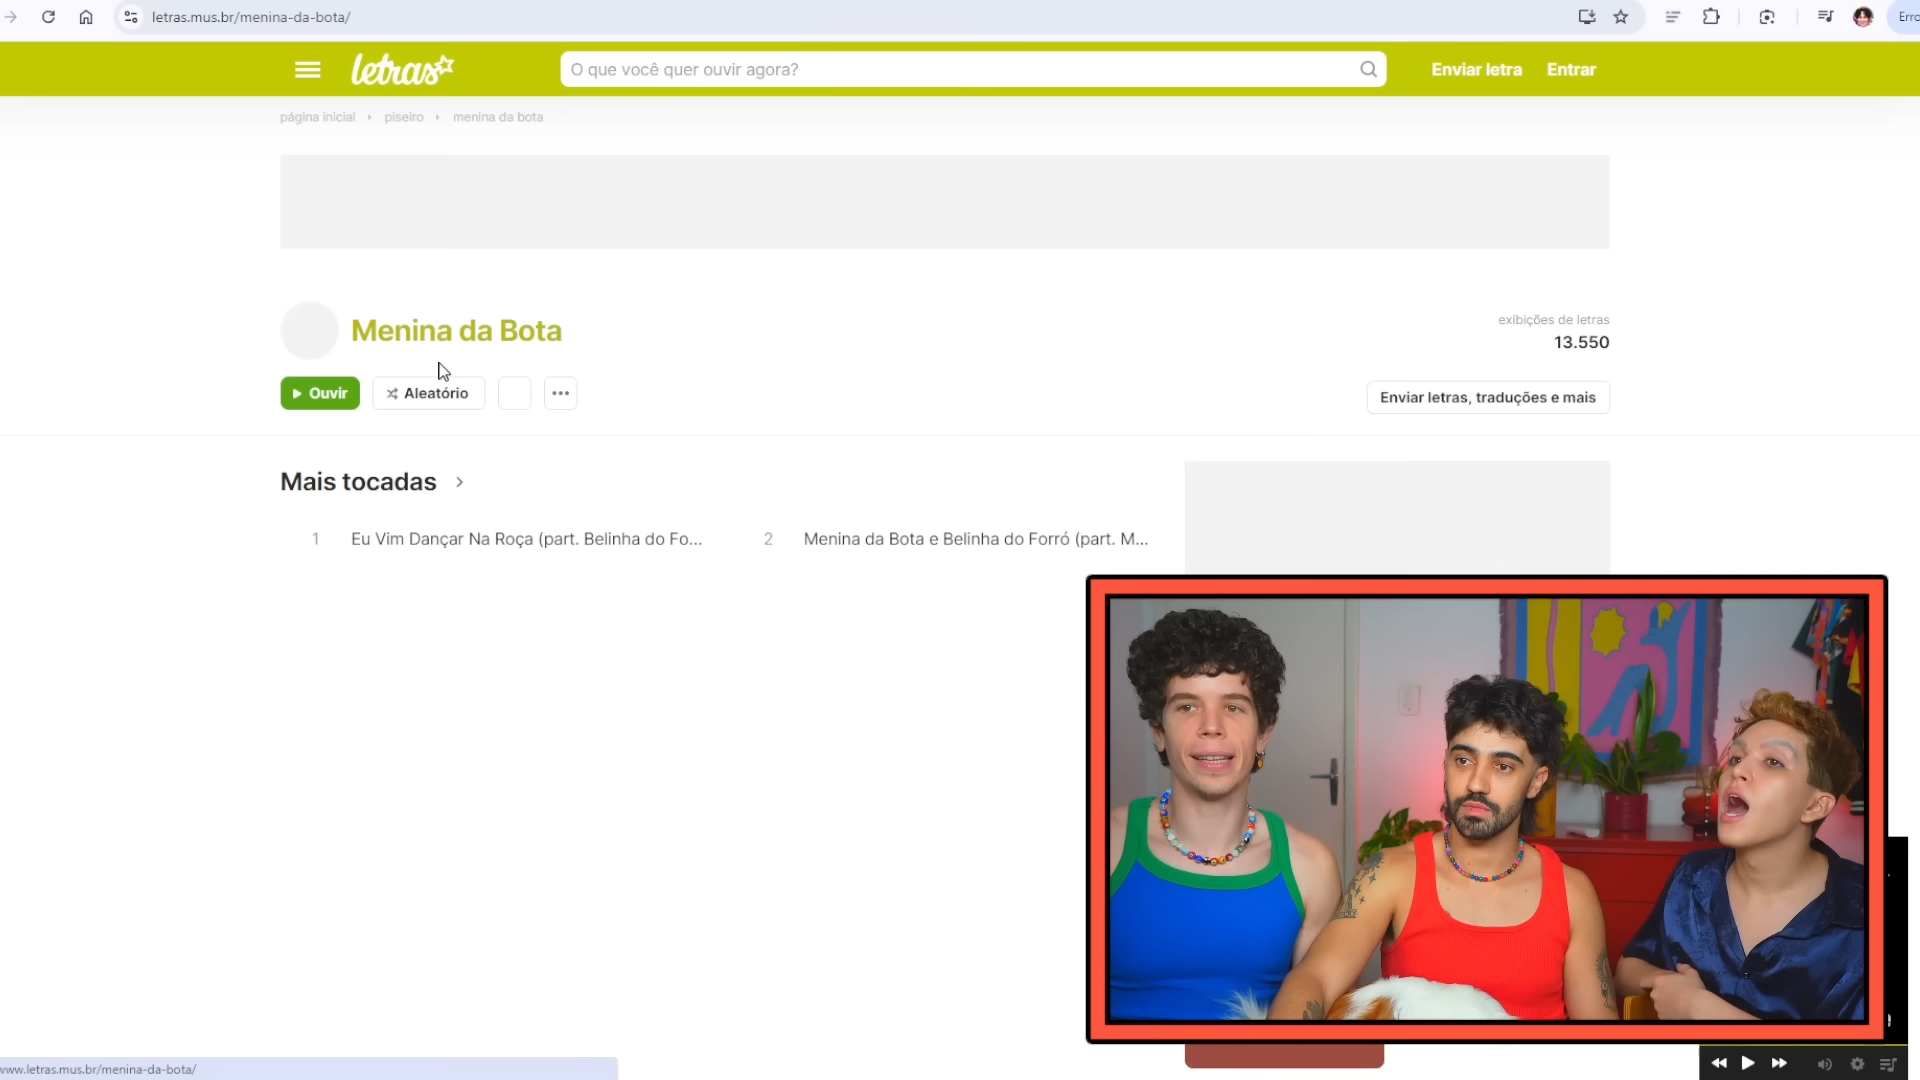 letras.mus.br/menina-da-bota/
letras
O que você quer ouvir agora?
Enviar letra
Entrar
página inicial
piseiro
menina da bota
Menina da Bota
exibições de letras
13.550
Ouvir
Aleatório
Enviar letras, traduções e mais
Mais tocadas
1 Eu Vim Dançar Na Roça (part. Belinha do Fo...
2 Menina da Bota e Belinha do Forró (part. M...
www.letras.mus.br/menina-da-bota/